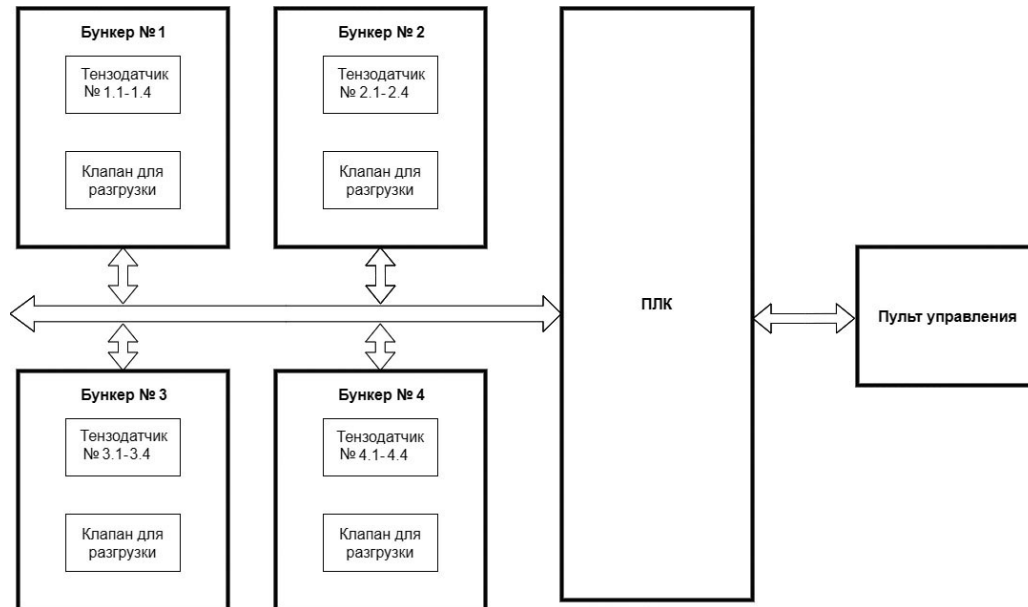 Бункер № 1
Тензодатчик
№ 1.1- 1.4
Клапан для
разгрузки
Бункер № 2
Тензодатчик
№ 2.1- 2.4
Клапан для
разгрузки
ПЛК
Пульт управления
Бункер № 3
Тензодатчик
№ 3.1- 3.4
Клапан для
разгрузки
Бункер № 4
Тензодатчик
№ 4.1- 4.4
Клапан для
разгрузки